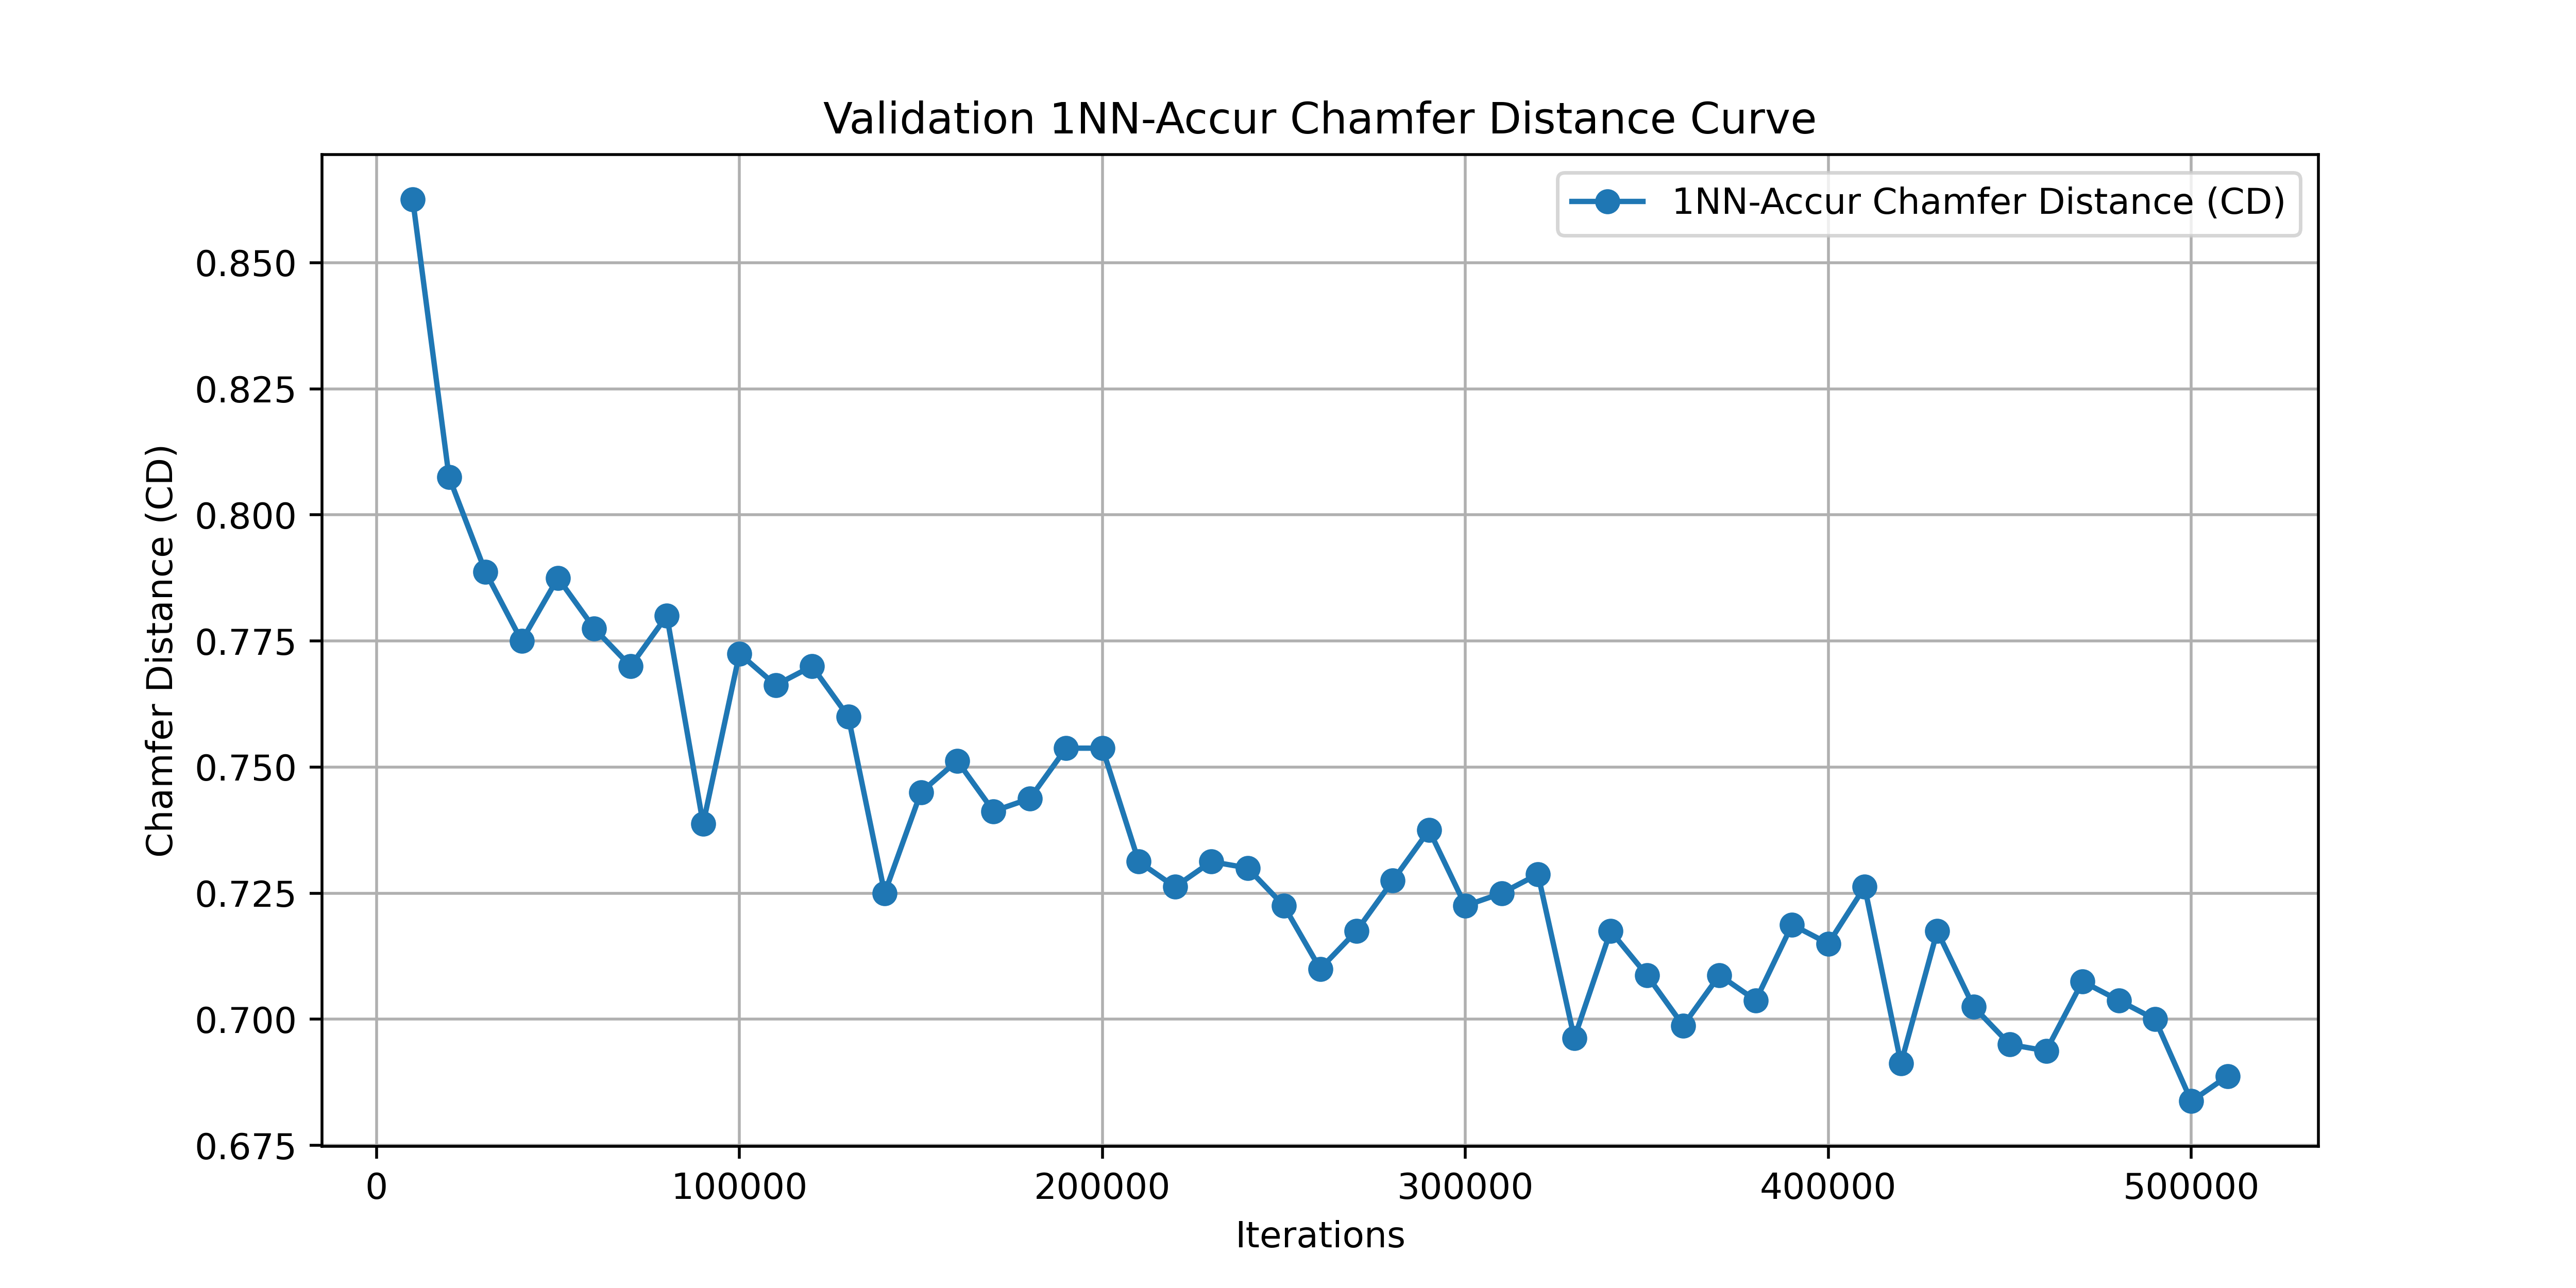 Validation 1NN-Accur Chamfer Distance Curve
1NN-Accur Chamfer Distance (CD)
Chamfer Distance (CD)
0.850
0.825
0.800
0.775
0.750
0.725
0.700
0.675
0 100000 200000 300000 400000 500000
Iterations